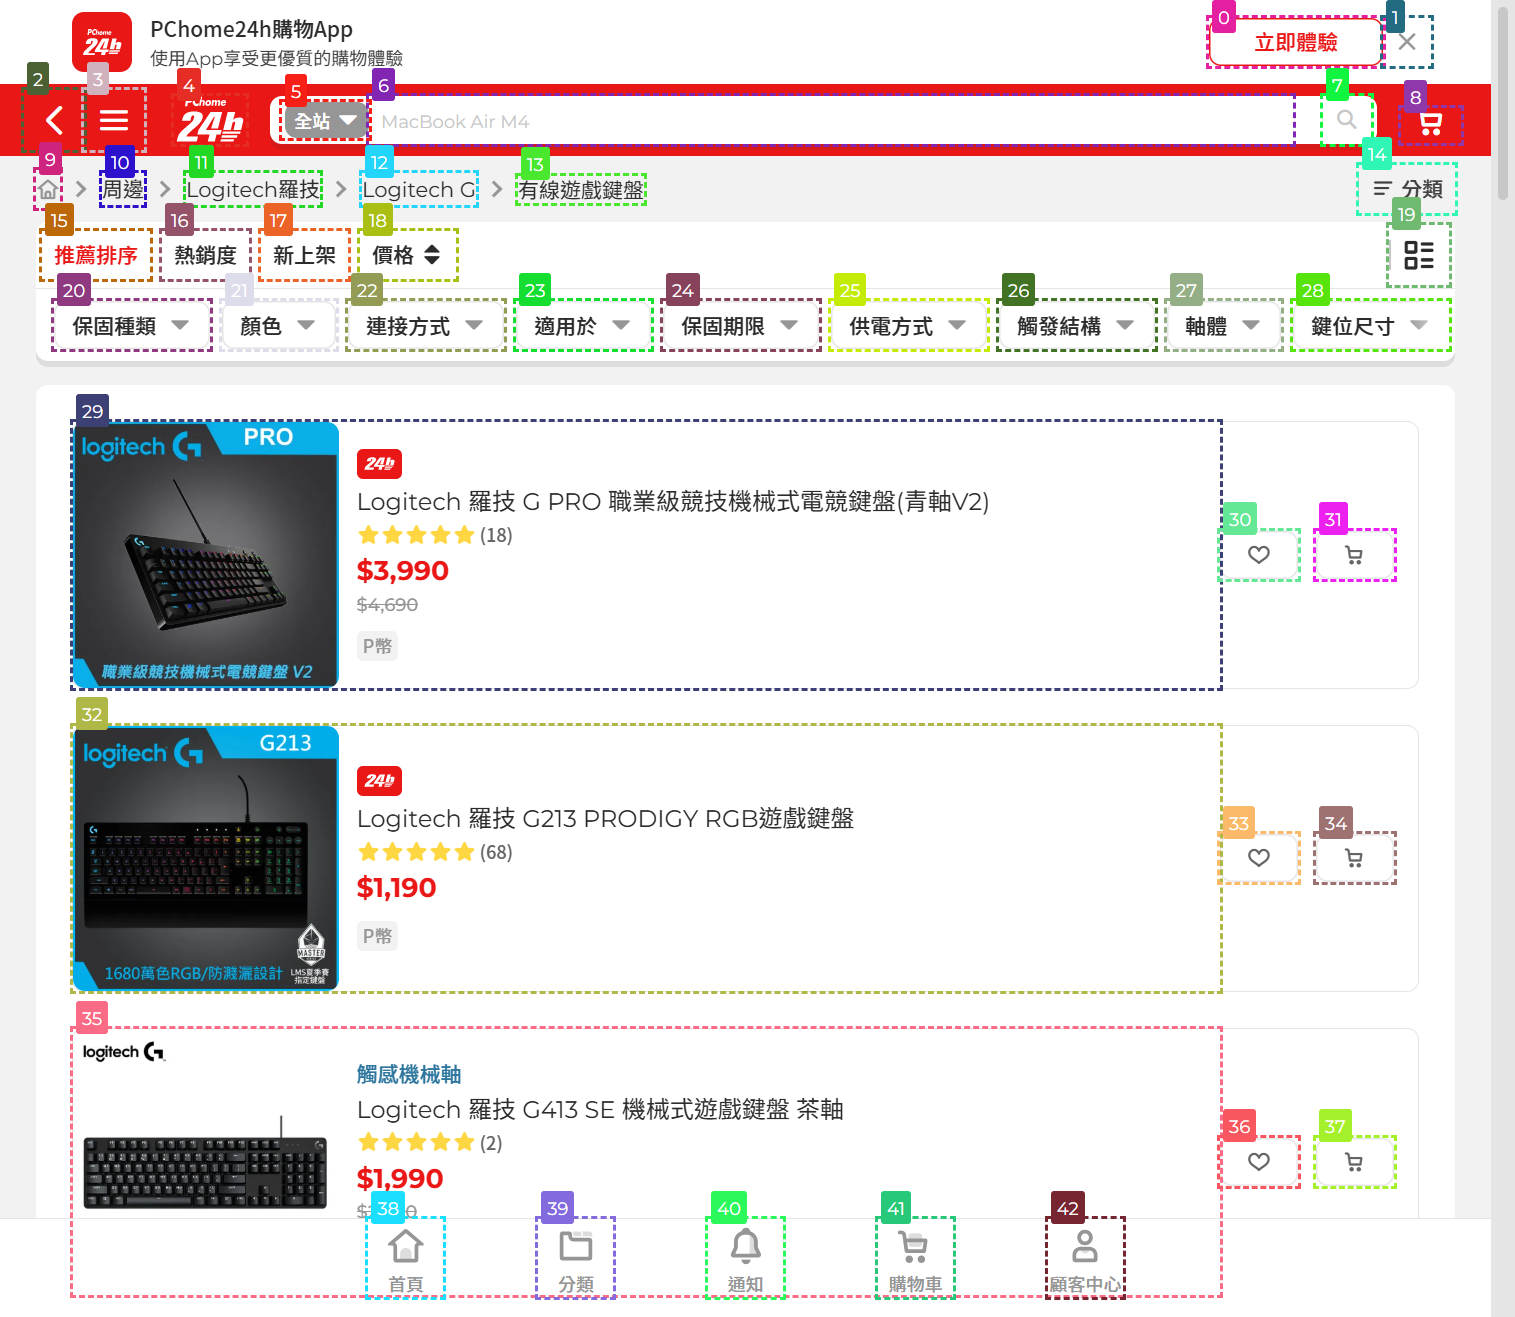 PChome24h購物App
使用App享受更優質的購物體驗
立即體驗
0
1
2
3
4
5
6
7
8
PChome
24h
全站
MacBook Air M4
9
10
11
12
13
14
周邊
Logitech羅技
Logitech G
有線遊戲鍵盤
分類
15
16
17
18
19
推薦排序
熱銷度
新上架
價格
20
21
22
23
24
25
26
27
28
保固種類
顏色
連接方式
適用於
保固期限
供電方式
觸發結構
軸體
鍵位尺寸
29
logitech G PRO
職業級競技機械式電競鍵盤 V2
24h
Logitech 羅技 G PRO 職業級競技機械式電競鍵盤(青軸V2)
(18)
$3,990
$4,690
P幣
30
31
32
logitech G G213
MASTER
1680萬色RGB/防濺灑設計
LMS夏季賽
指定鍵盤
24h
Logitech 羅技 G213 PRODIGY RGB遊戲鍵盤
(68)
$1,190
P幣
33
34
35
logitech G
觸感機械軸
Logitech 羅技 G413 SE 機械式遊戲鍵盤 茶軸
(2)
$1,990
36
37
38
39
40
41
42
首頁
分類
通知
購物車
顧客中心